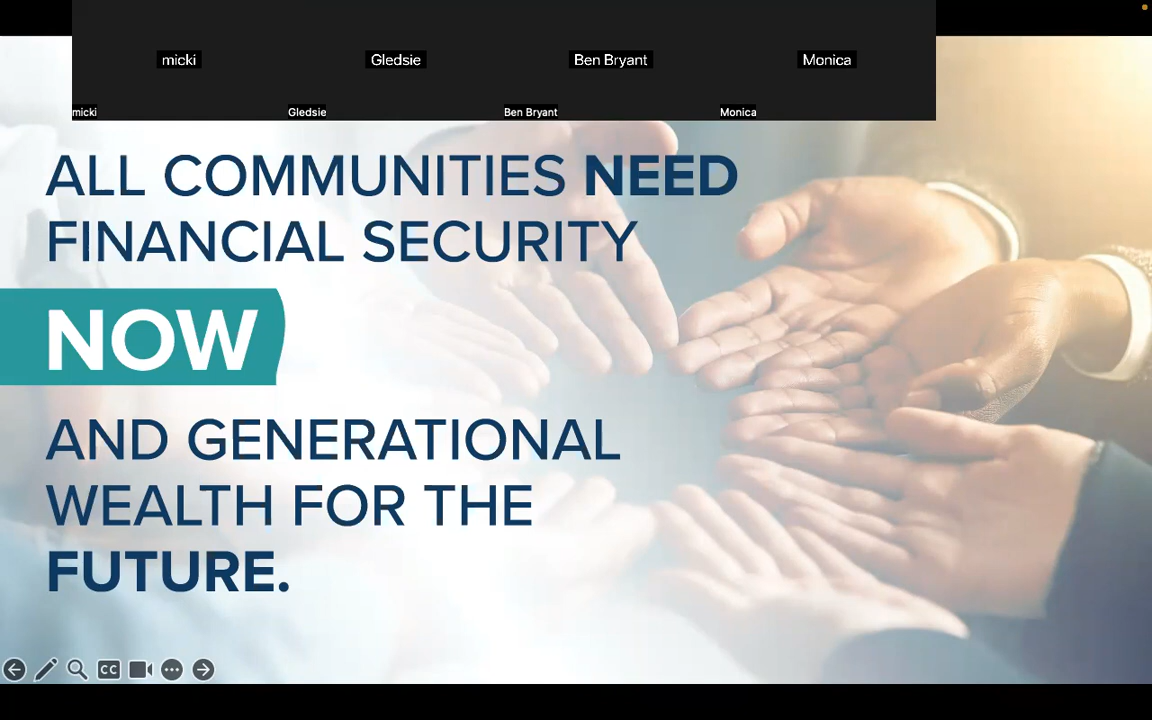 micki Gledsie Ben Bryant Monica
micki Gledsie Ben Bryant Monica
ALL COMMUNITIES NEED
FINANCIAL SECURITY
NOW
AND GENERATIONAL
WEALTH FOR THE
FUTURE.
CC